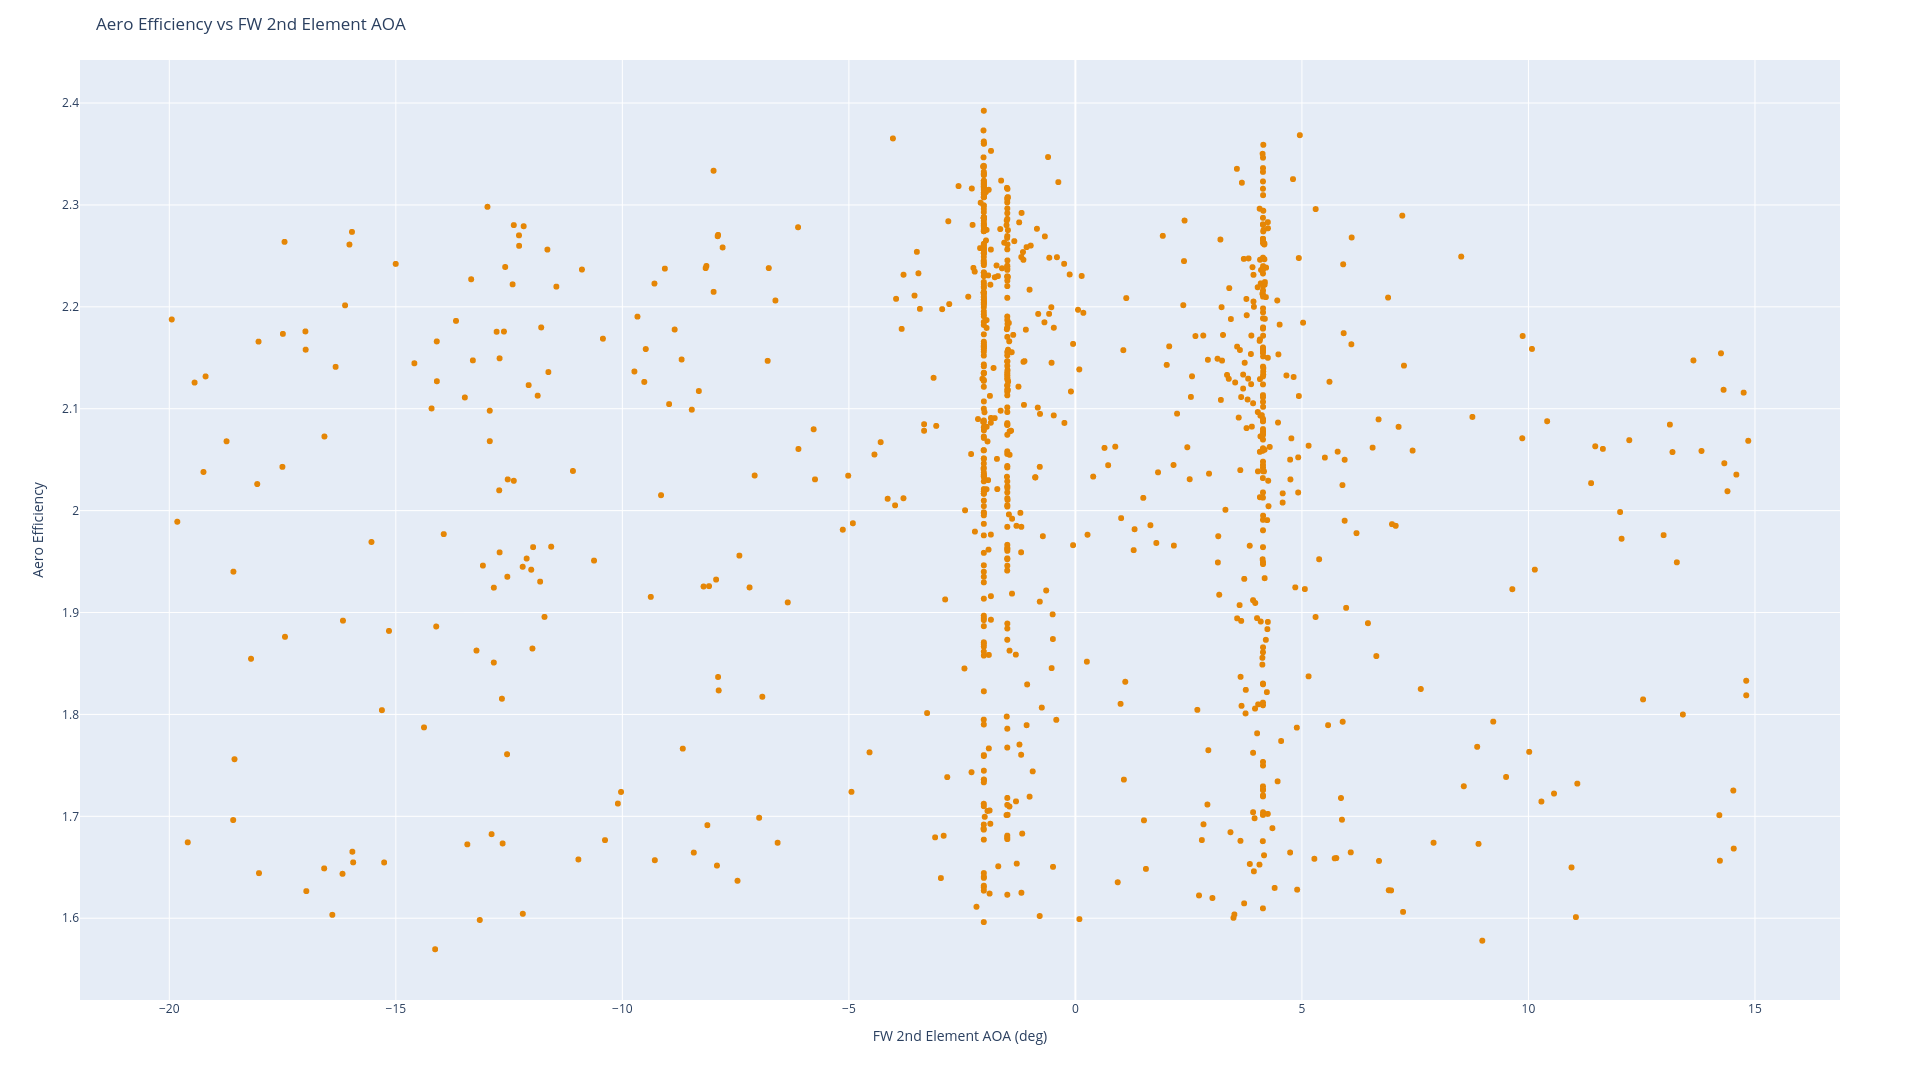 Aero Efficiency vs FW 2nd Element AOA
2.4
2.3
2.2
2.1
2
1.9
1.8
1.7
1.6
Aero Efficiency
−20 −15 −10 −5 0 5 10 15
FW 2nd Element AOA (deg)